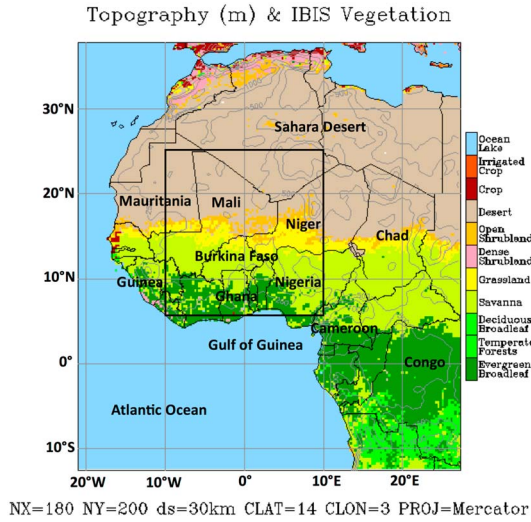 Topography (m) & IBIS Vegetation
30°N
20°N
10°N
0°
10°S
20°W
10°W
0°
10°E
20°E
Sahara Desert
Mauritania
Mali
Niger
Chad
Burkina Faso
Guinea
Ghana
Nigeria
Cameroon
Gulf of Guinea
Congo
Atlantic Ocean
Ocean
Lake
Irrigated
Crop
Crop
Desert
Open
Shrubland
Dense
Shrubland
Grassland
Savanna
Deciduous
Broadleaf
Temperate
Forests
Evergreen
Broadleaf
NX=180 NY=200 ds=30km CLAT=14 CLON=3 PROJ=Mercator